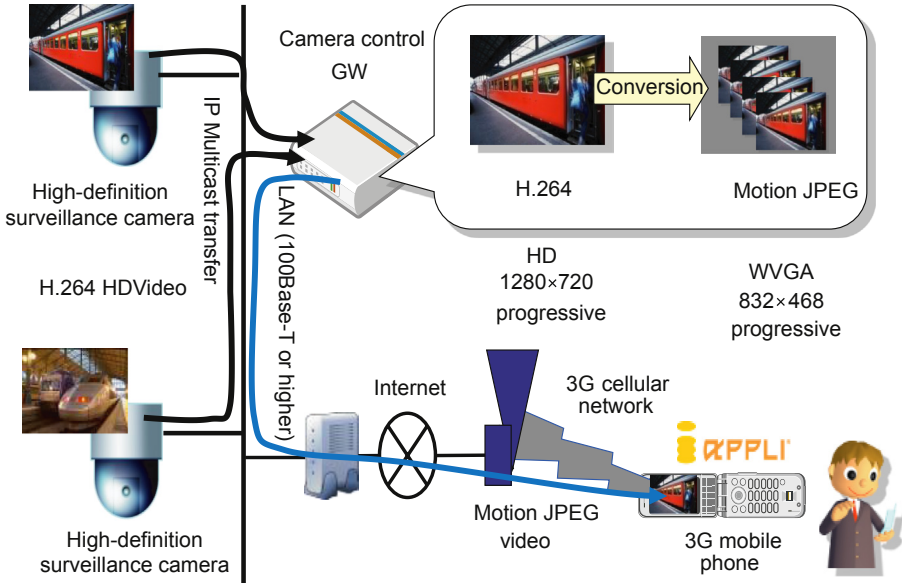 Camera control
GW
Conversion
H.264
Motion JPEG
IP Multicast transfer
High-definition
surveillance camera
LAN (100Base-T or higher)
H.264 HDVideo
HD
1280×720
progressive
WVGA
832×468
progressive
Internet
3G cellular
network
αPPLI
Motion JPEG
video
3G mobile
phone
High-definition
surveillance camera